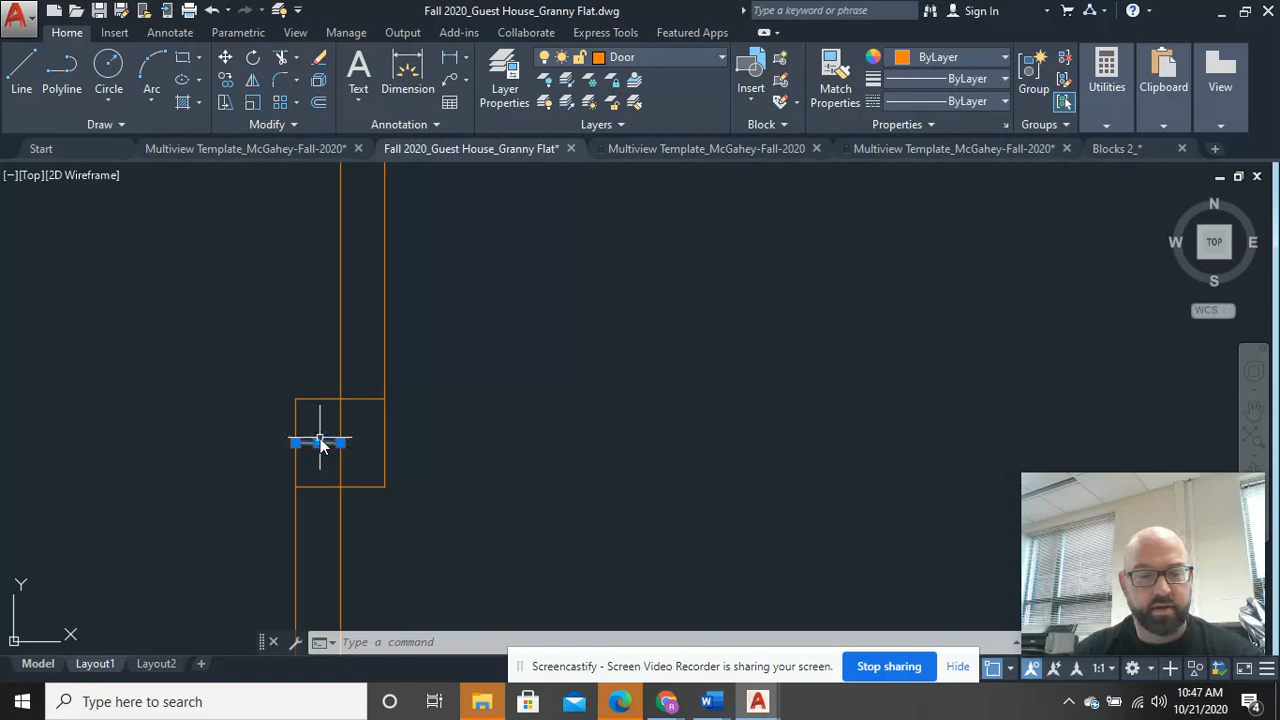 Fall 2020_Guest House_Granny Flat.dwg
Type a keyword or phrase
Sign In
Home Insert Annotate Parametric View Manage Output Add-ins Collaborate Express Tools Featured Apps
Line Polyline Circle Arc
Text Dimension
Layer Properties
Door
Insert
Match Properties
ByLayer
ByLayer
ByLayer
Group
Utilities
Clipboard
View
Draw Modify Annotation Layers Block Properties Groups
Start
Multiview Template_McGahey-Fall-2020*
Fall 2020_Guest House_Granny Flat*
Multiview Template_McGahey-Fall-2020
Multiview Template_McGahey-Fall-2020*
Blocks 2_*
[−][Top][2D Wireframe]
N
W TOP E
S
WCS
Y
X
Type a command
Model Layout1 Layout2
1:1
Screencastify - Screen Video Recorder is sharing your screen.
Stop sharing
Hide
Type here to search
10:47 AM
10/21/2020
4